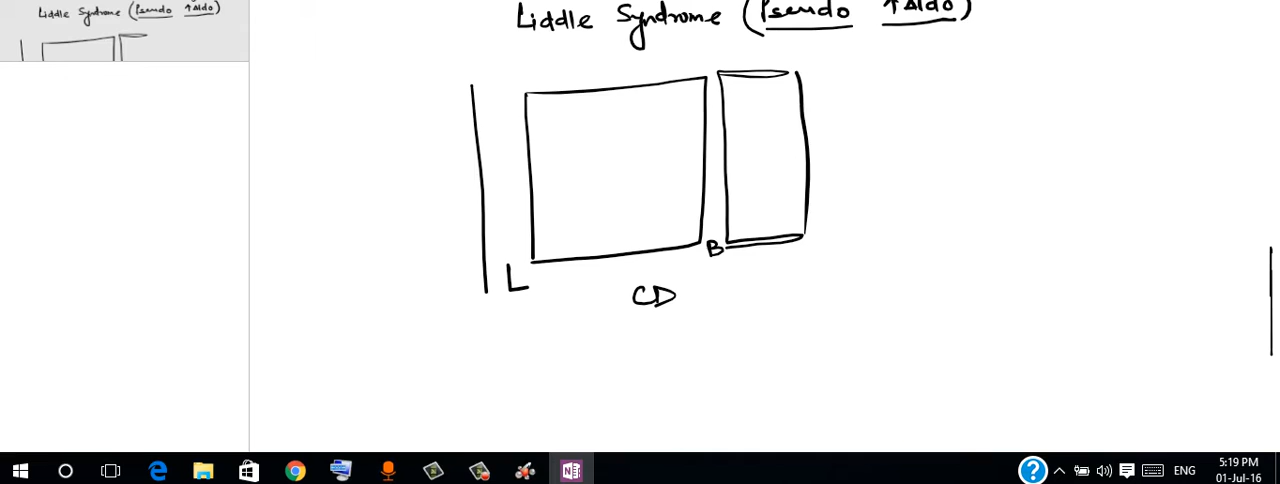 Liddle Syndrome (Pseudo ↑Aldo)
Liddle Syndrome (Pseudo ↑Aldo)
B
L
CD
ENG
5:19 PM
01-Jul-16